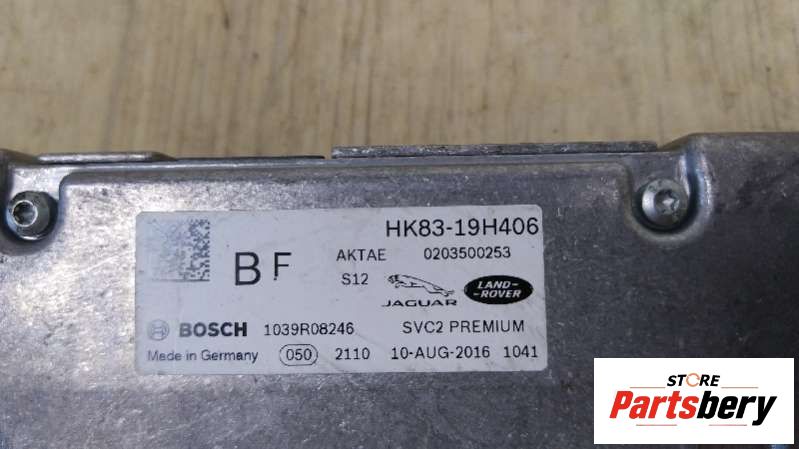 HK83-19H406
B F
AKTAE 0203500253
S12 JAGUAR LAND-ROVER
BOSCH 1039R08246 SVC2 PREMIUM
Made in Germany 050 2110 10-AUG-2016 1041
STORE
Partsbery